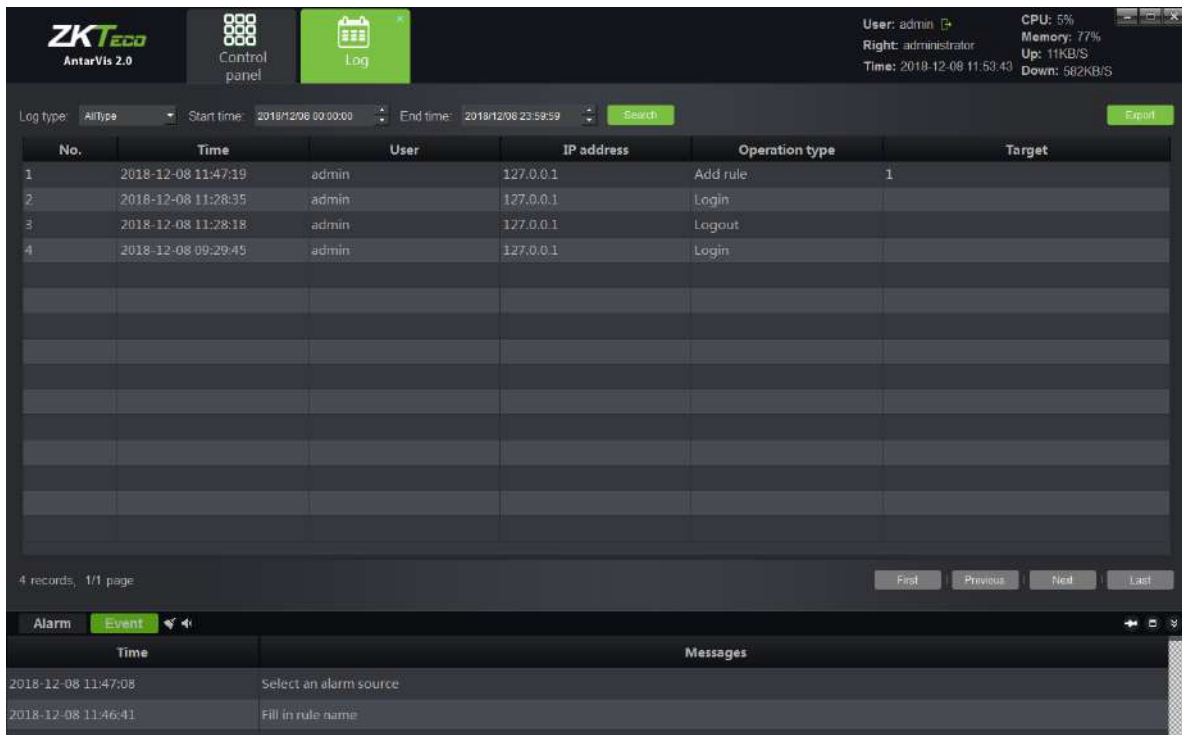 ZKTECO
AntarVis 2.0
Control
panel
Log
User: admin
Right: administrator
Time: 2018-12-08 11:53:43
CPU: 5%
Memory: 77%
Up: 11KB/S
Down: 582KB/S
Log type: AllType Start time: 2018/12/08 00:00:00 End time: 2018/12/08 23:59:59 Search Export
No. Time User IP address Operation type Target
1 2018-12-08 11:47:19 admin 127.0.0.1 Add rule 1
2 2018-12-08 11:28:35 admin 127.0.0.1 Login
3 2018-12-08 11:28:18 admin 127.0.0.1 Logout
4 2018-12-08 09:29:45 admin 127.0.0.1 Login
4 records, 1/1 page First Previous Next Last
Alarm Event
Time Messages
2018-12-08 11:47:08 Select an alarm source
2018-12-08 11:46:41 Fill in rule name